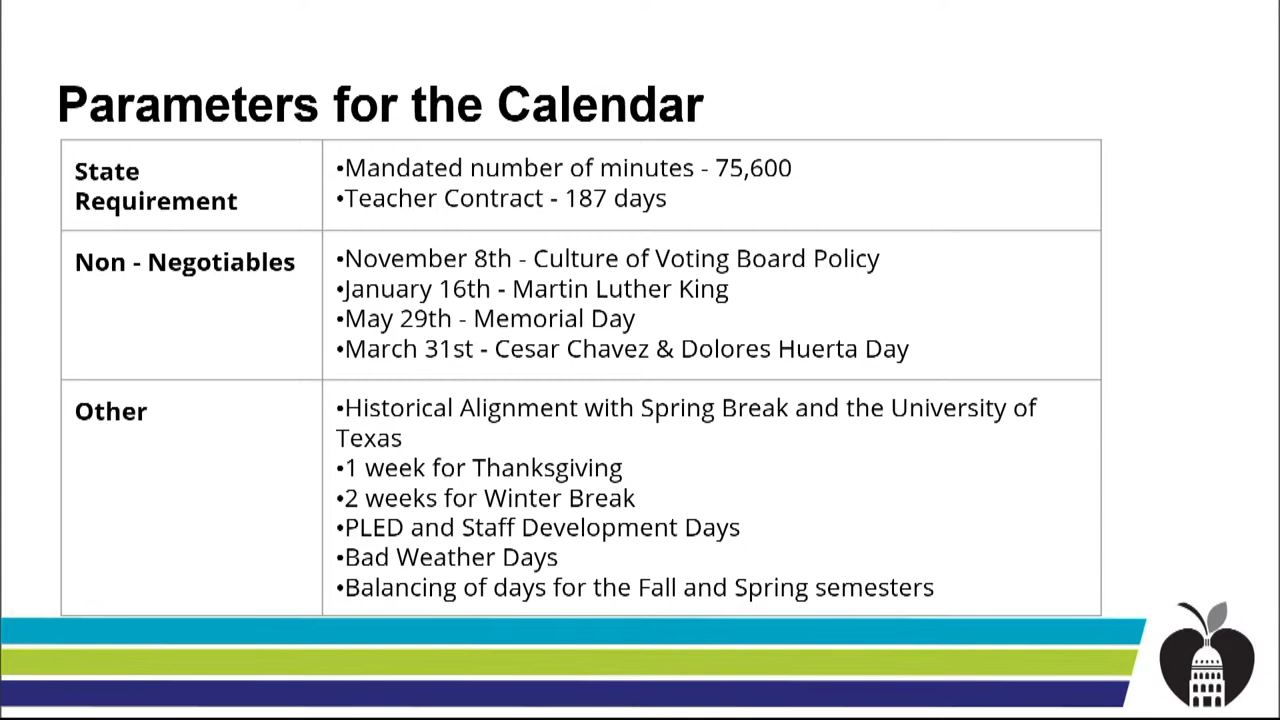 Parameters for the Calendar
State
Requirement
•Mandated number of minutes - 75,600
•Teacher Contract - 187 days
Non - Negotiables
•November 8th - Culture of Voting Board Policy
•January 16th - Martin Luther King
•May 29th - Memorial Day
•March 31st - Cesar Chavez & Dolores Huerta Day
Other
•Historical Alignment with Spring Break and the University of
Texas
•1 week for Thanksgiving
•2 weeks for Winter Break
•PLED and Staff Development Days
•Bad Weather Days
•Balancing of days for the Fall and Spring semesters